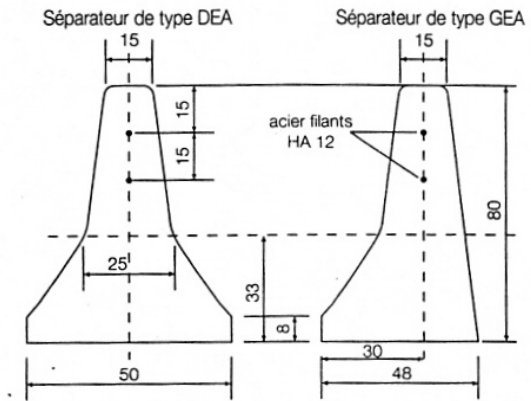 Séparateur de type DEA
Séparateur de type GEA
15
15
15
acier filants
HA 12
15
80
25
33
8
30
50
48